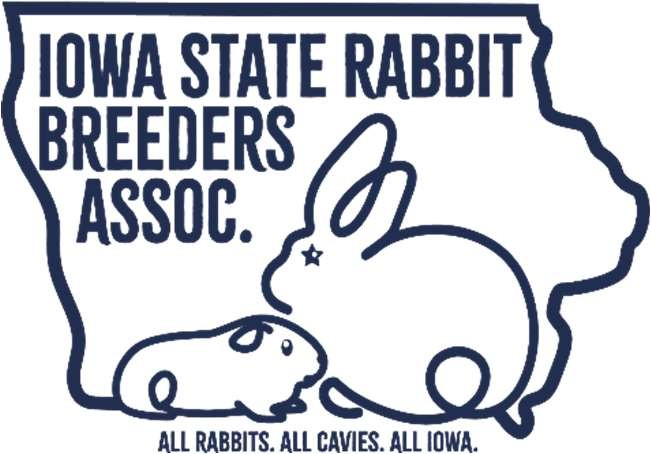 IOWA STATE RABBIT
BREEDERS
ASSOC.
ALL RABBITS. ALL CAVIES. ALL IOWA.